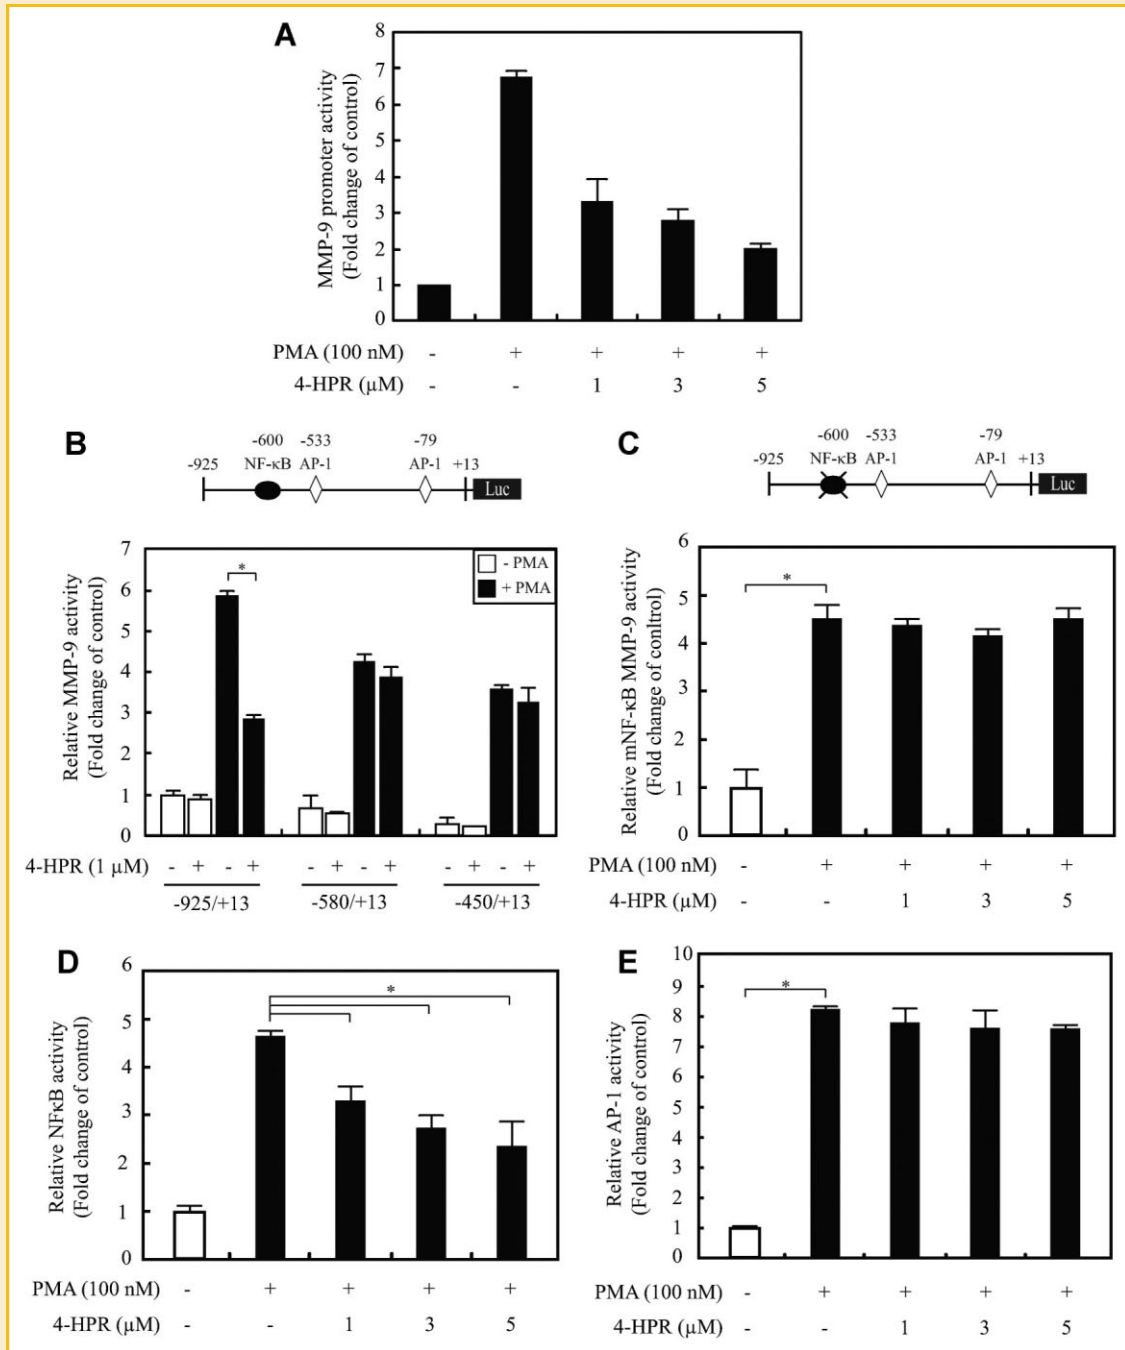 A
MMP-9 promoter activity
(Fold change of control)
8
7
6
5
4
3
2
1
0
PMA (100 nM) - + + + +
4-HPR (µM) - - 1 3 5
B
-600 -533 -79
-925 NF-κB AP-1 AP-1 +13
Luc
Relative MMP-9 activity
(Fold change of control)
7
6
5
4
3
2
1
0
*
- PMA
+ PMA
4-HPR (1 µM) - + - + - + - + - + - +
-925/+13 -580/+13 -450/+13
C
-600 -533 -79
-925 NF-κB AP-1 AP-1 +13
Luc
Relative mNF-κB MMP-9 activity
(Fold change of conltrol)
6
5
4
3
2
1
0
*
PMA (100 nM) - + + + +
4-HPR (µM) - - 1 3 5
D
Relative NFκB activity
(Fold change of control)
6
5
4
3
2
1
0
*
PMA (100 nM) - + + + +
4-HPR (µM) - - 1 3 5
E
Relative AP-1 activity
(Fold change of control)
10
9
8
7
6
5
4
3
2
1
0
*
PMA (100 nM) - + + + +
4-HPR (µM) - - 1 3 5